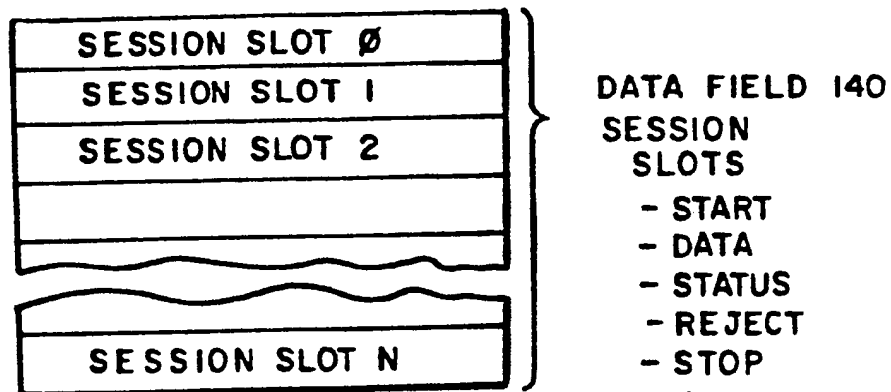 SESSION SLOT Ø
SESSION SLOT 1
SESSION SLOT 2
SESSION SLOT N
DATA FIELD 140
SESSION
SLOTS
- START
- DATA
- STATUS
- REJECT
- STOP